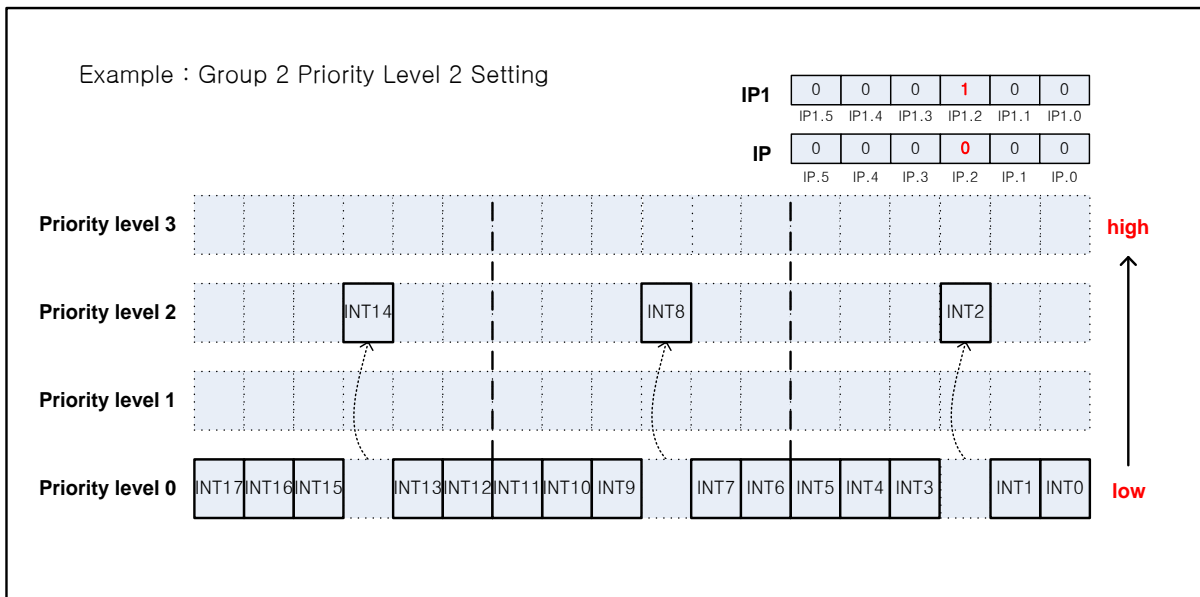 Example : Group 2 Priority Level 2 Setting
IP1 0 0 0 1 0 0
IP1.5 IP1.4 IP1.3 IP1.2 IP1.1 IP1.0
IP 0 0 0 0 0 0
IP.5 IP.4 IP.3 IP.2 IP.1 IP.0
Priority level 3 high
Priority level 2 INT14 INT8 INT2
Priority level 1
Priority level 0 INT17 INT16 INT15 INT13 INT12 INT11 INT10 INT9 INT7 INT6 INT5 INT4 INT3 INT1 INT0 low